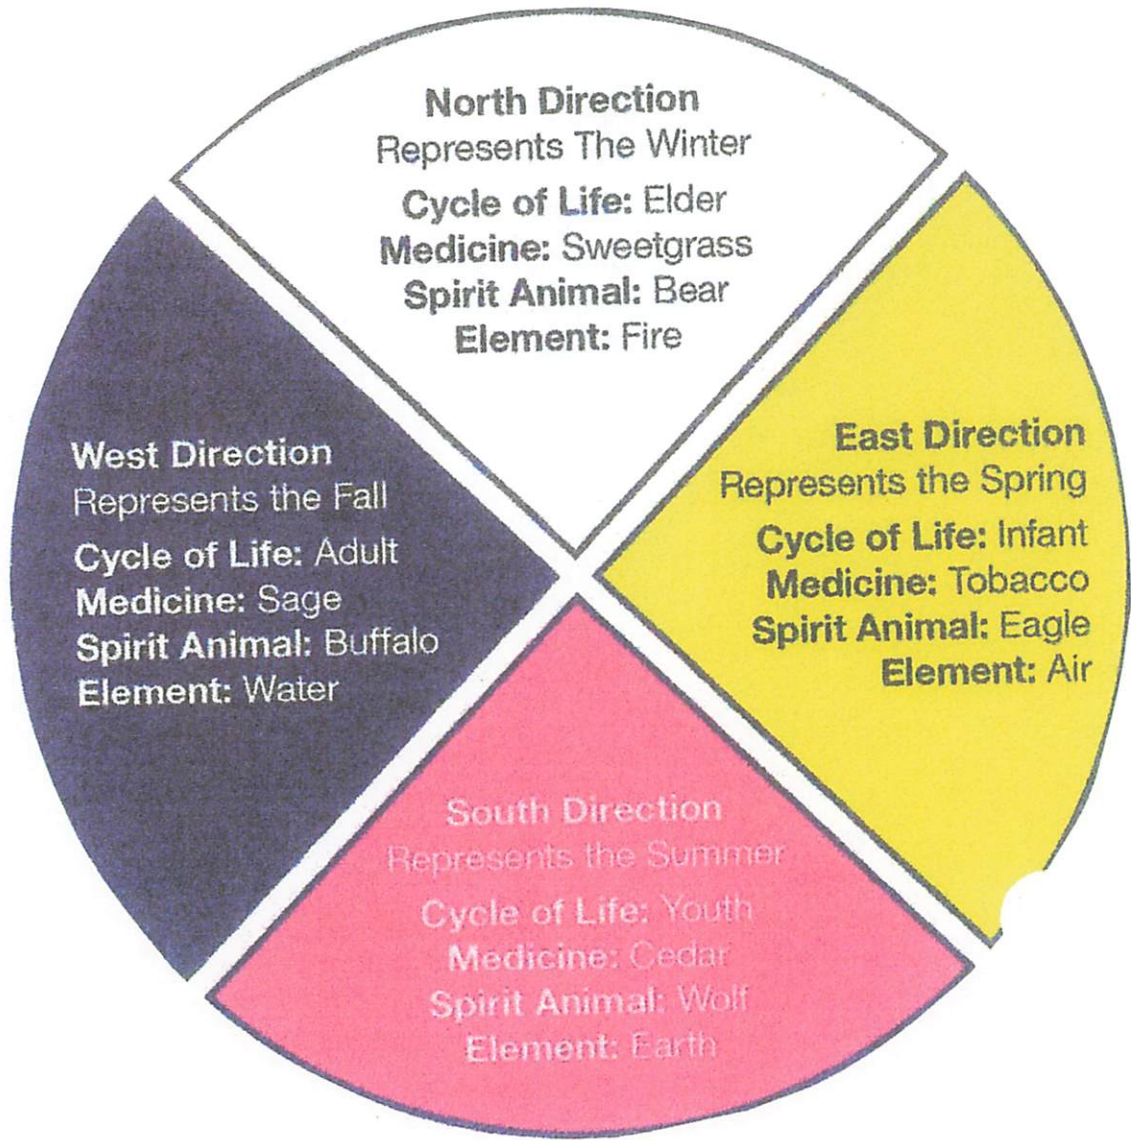 North Direction
Represents The Winter
Cycle of Life: Elder
Medicine: Sweetgrass
Spirit Animal: Bear
Element: Fire
West Direction
Represents the Fall
Cycle of Life: Adult
Medicine: Sage
Spirit Animal: Buffalo
Element: Water
East Direction
Represents the Spring
Cycle of Life: Infant
Medicine: Tobacco
Spirit Animal: Eagle
Element: Air
South Direction
Represents the Summer
Cycle of Life: Youth
Medicine: Cedar
Spirit Animal: Wolf
Element: Earth